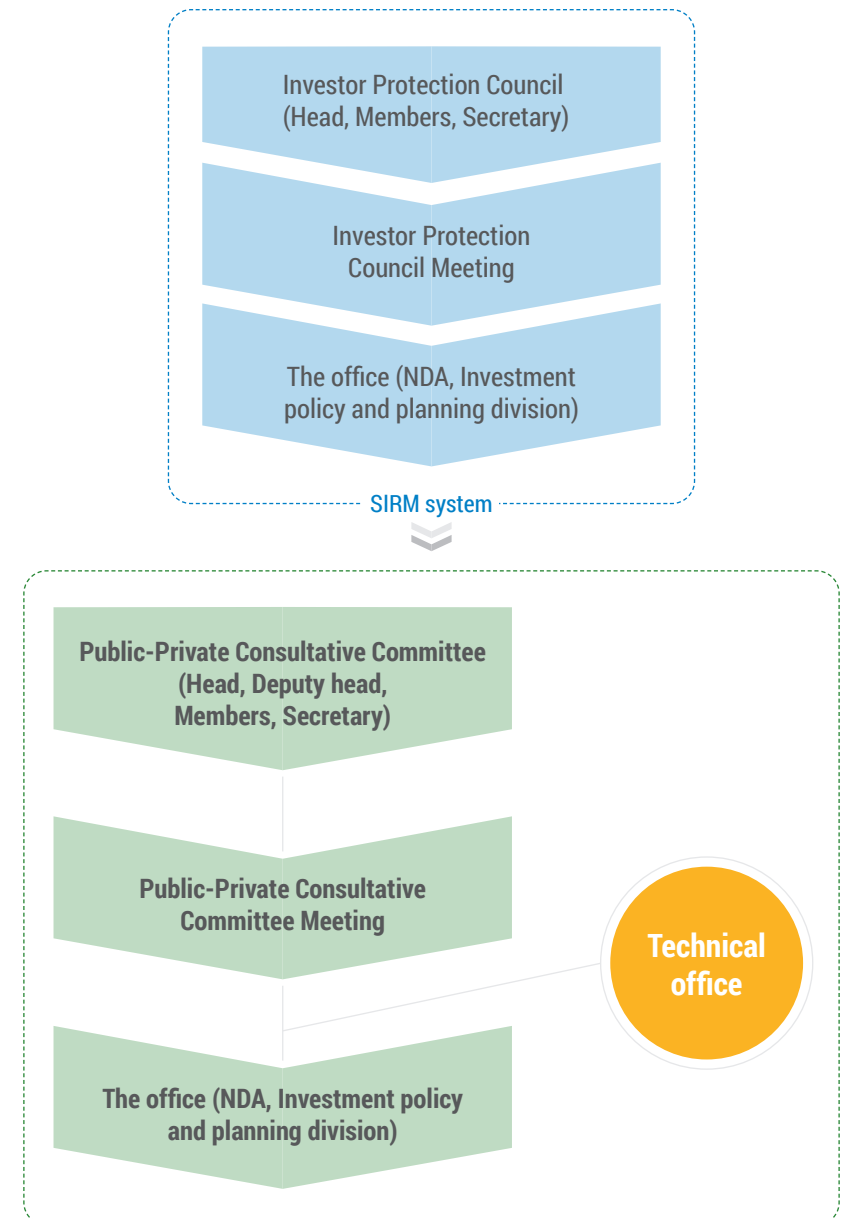 Investor Protection Council
(Head, Members, Secretary)
Investor Protection
Council Meeting
The office (NDA, Investment
policy and planning division)
SIRM system
Public-Private Consultative Committee
(Head, Deputy head,
Members, Secretary)
Public-Private Consultative
Committee Meeting
Technical
office
The office (NDA, Investment policy
and planning division)